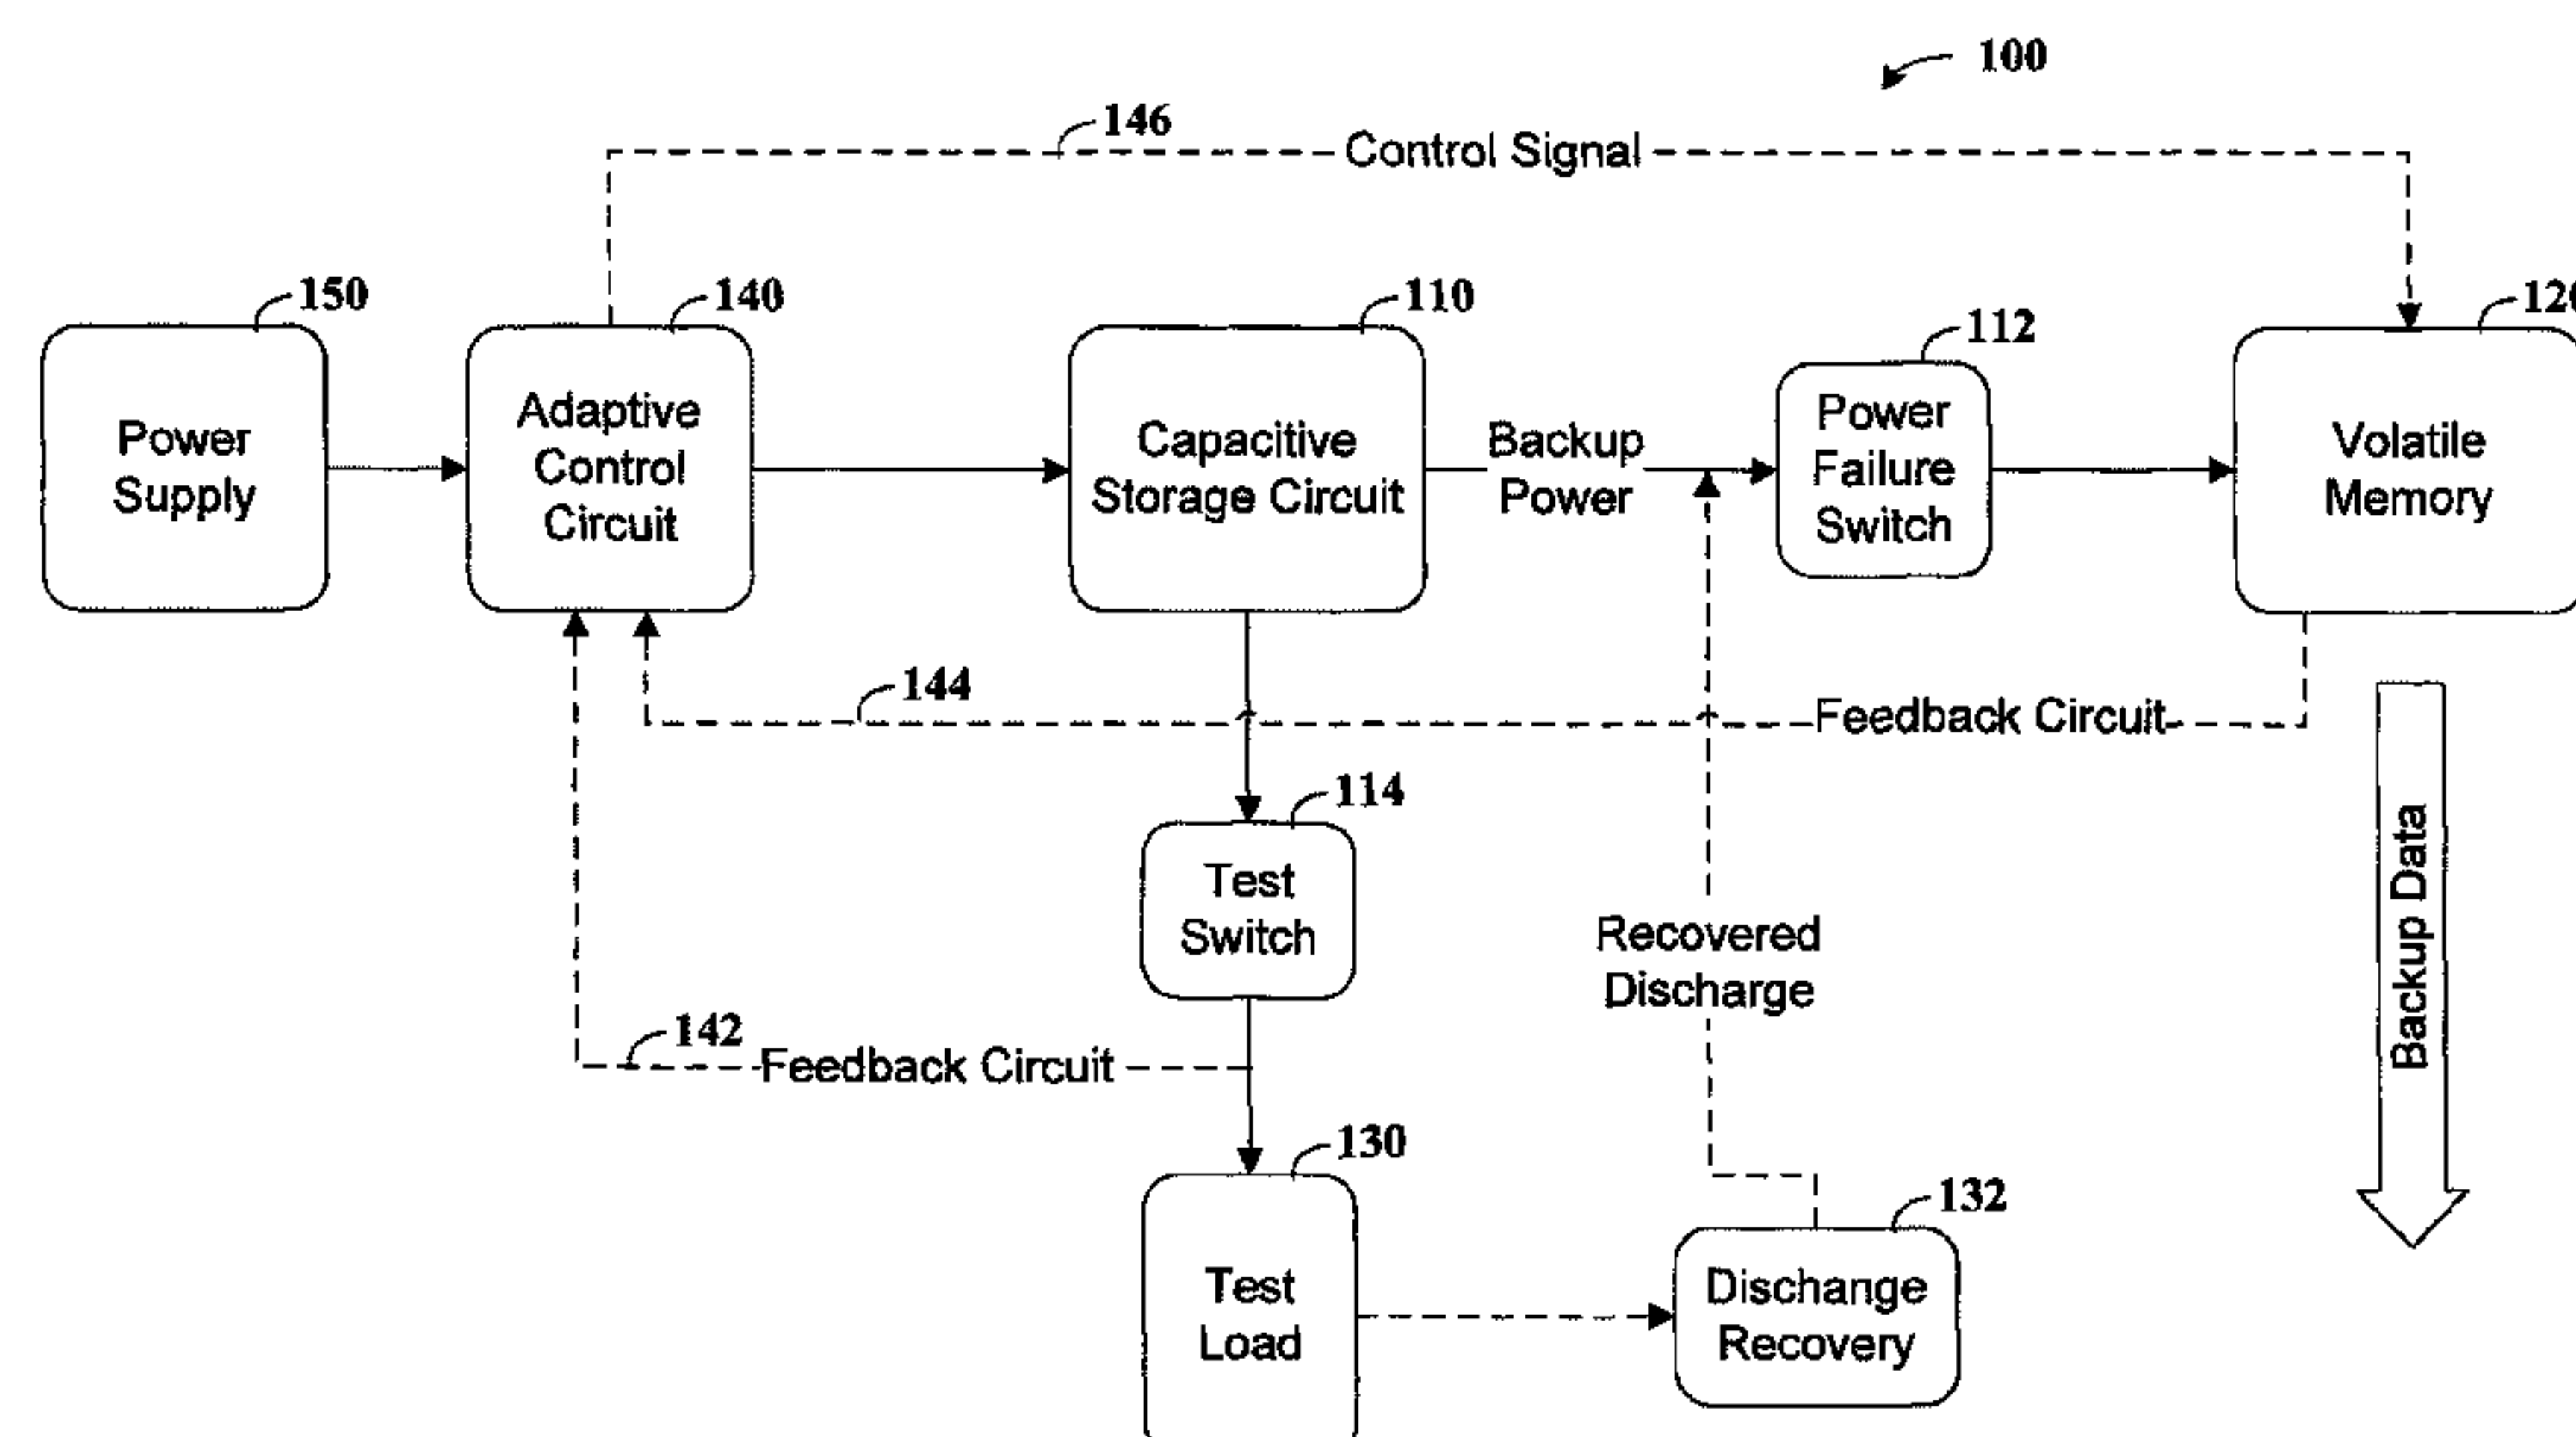 100
146
Control Signal
150
140
110
112
120
Power
Supply
Adaptive
Control
Circuit
Capacitive
Storage Circuit
Backup
Power
Power
Failure
Switch
Volatile
Memory
144
Feedback Circuit
114
Test
Switch
Recovered
Discharge
Backup Data
142
Feedback Circuit
130
132
Test
Load
Dischange
Recovery